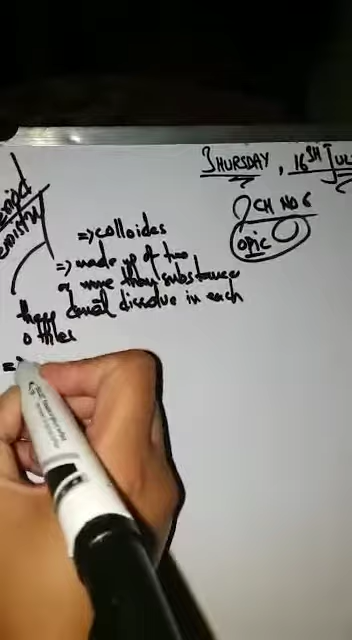 THURSDAY, 16TH JUL
CH NO 6
OPIC
=> colloides
=> made up of two
or more than substance
they donot dissolve in each
others
=>